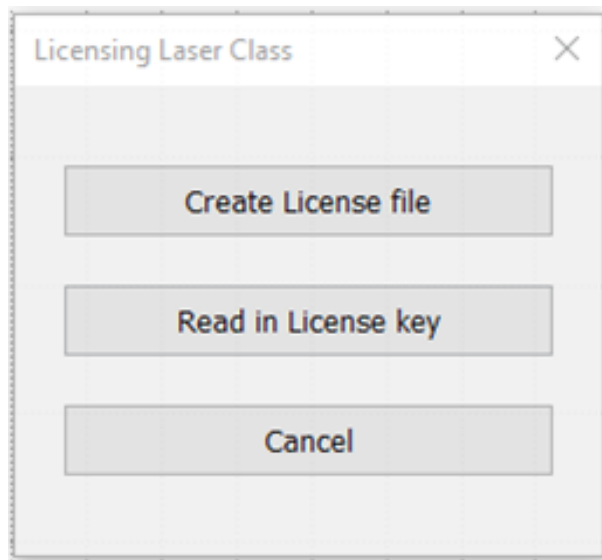 Licensing Laser Class
Create License file
Read in License key
Cancel